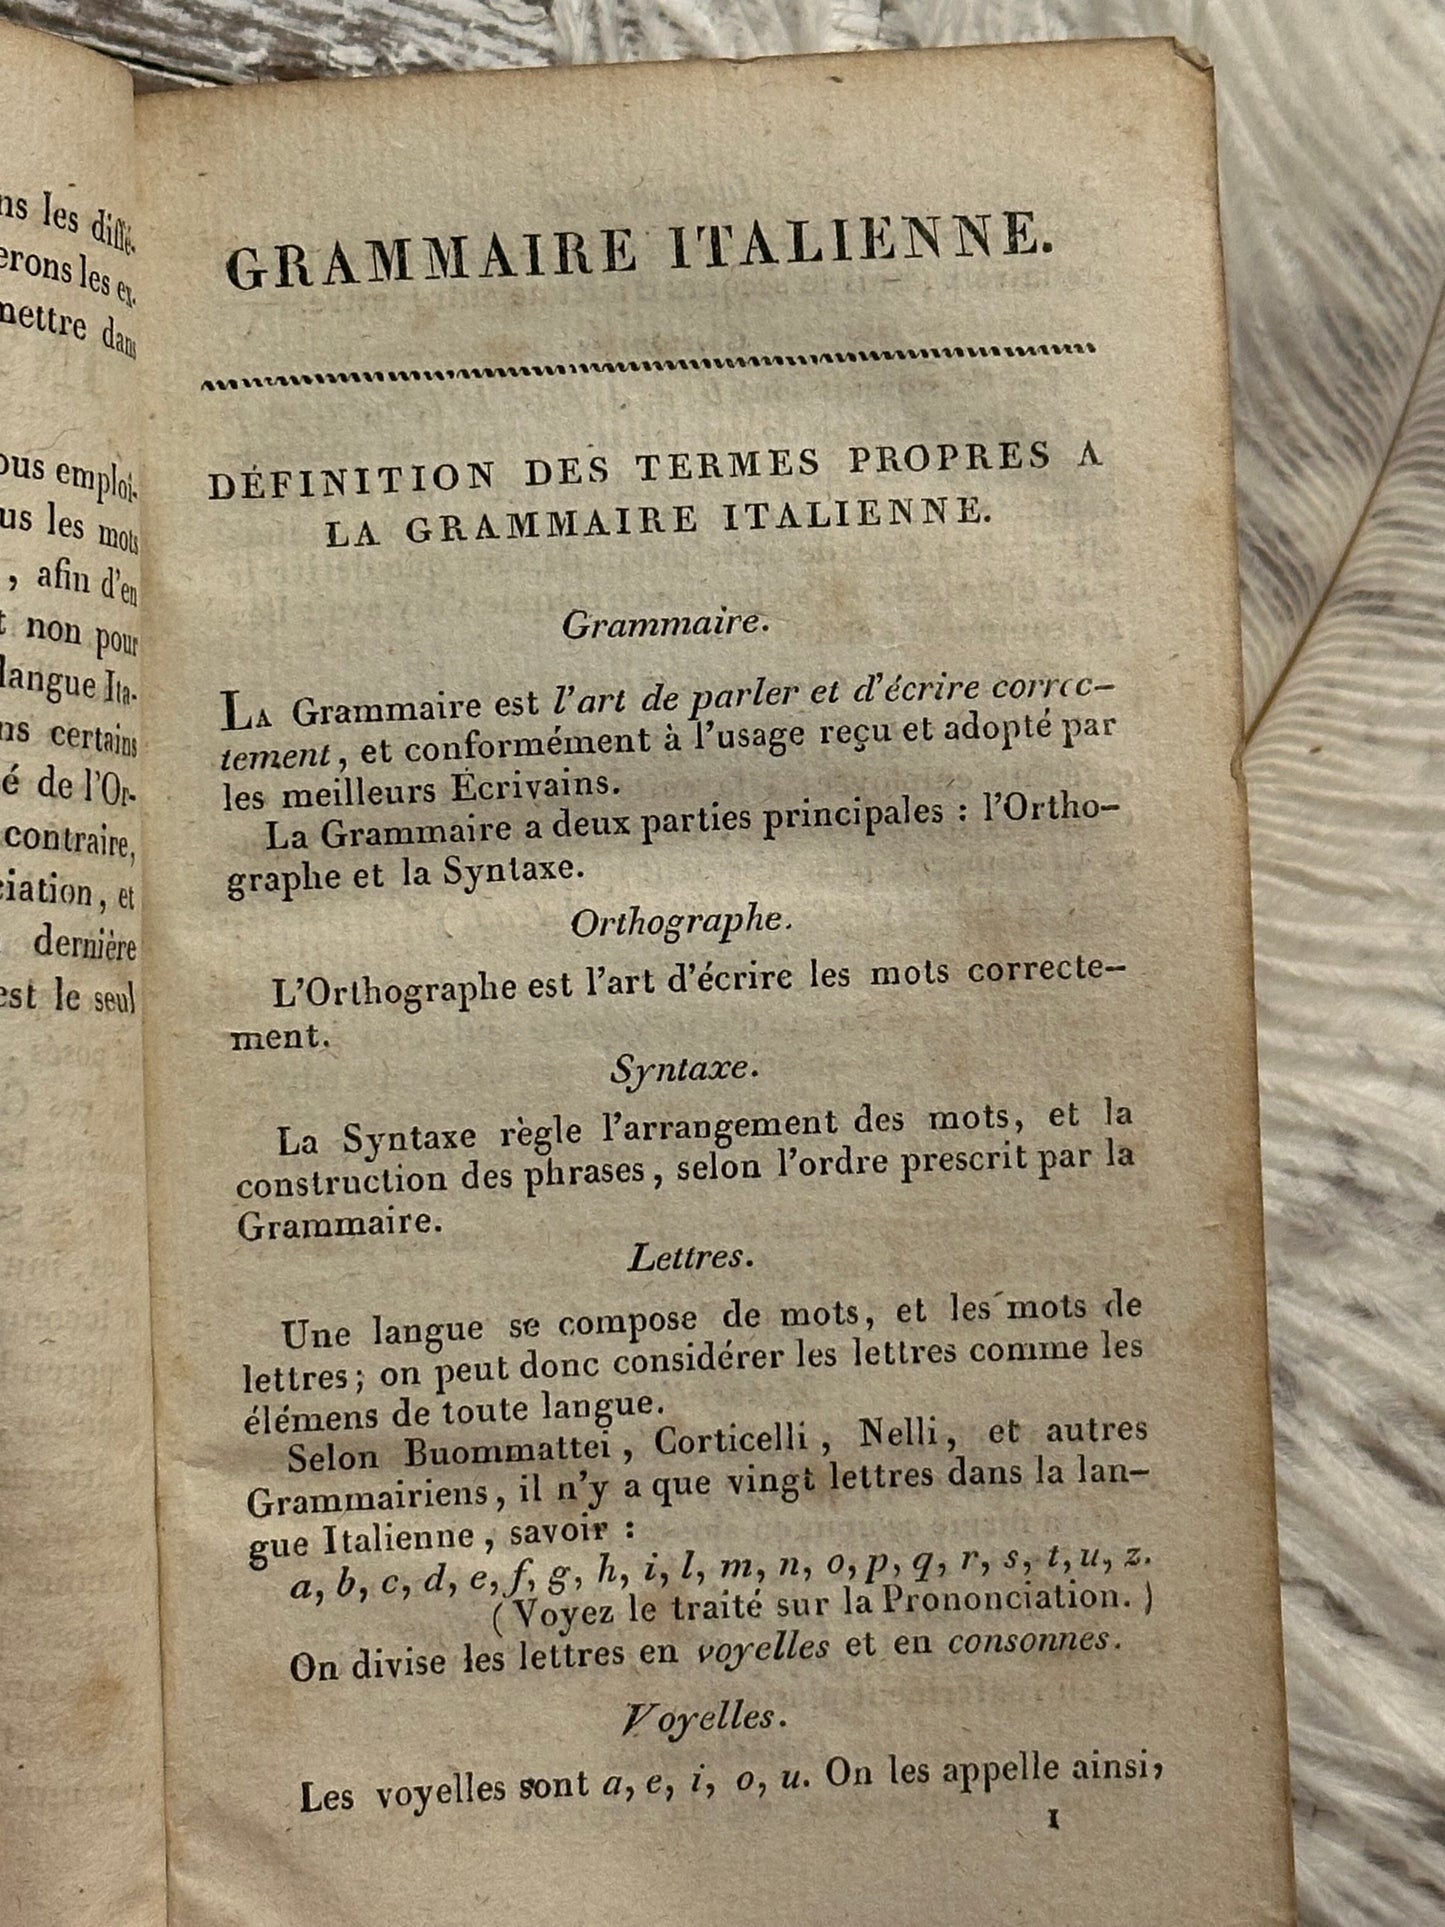 ns les diffé-
erons les ex-
mettre dans
ous emploi-
us les mots
, afin d'en
t non pour
langue Ita-
ns certains
é de l'Or-
contraire,
ciation, et
dernière
est le seul
GRAMMAIRE ITALIENNE.
DÉFINITION DES TERMES PROPRES A
LA GRAMMAIRE ITALIENNE.
Grammaire.
LA Grammaire est l'art de parler et d'écrire correc-
tement, et conformément à l'usage reçu et adopté par
les meilleurs Écrivains.
La Grammaire a deux parties principales : l'Ortho-
graphe et la Syntaxe.
Orthographe.
L'Orthographe est l'art d'écrire les mots correcte-
ment.
Syntaxe.
La Syntaxe règle l'arrangement des mots, et la
construction des phrases, selon l'ordre prescrit par la
Grammaire.
Lettres.
Une langue se compose de mots, et les mots de
lettres; on peut donc considérer les lettres comme les
élémens de toute langue.
Selon Buommattei, Corticelli, Nelli, et autres
Grammairiens, il n'y a que vingt lettres dans la lan-
gue Italienne, savoir :
a, b, c, d, e, f, g, h, i, l, m, n, o, p, q, r, s, t, u, z.
(Voyez le traité sur la Prononciation.)
On divise les lettres en voyelles et en consonnes.
Voyelles.
Les voyelles sont a, e, i, o, u. On les appelle ainsi,
1